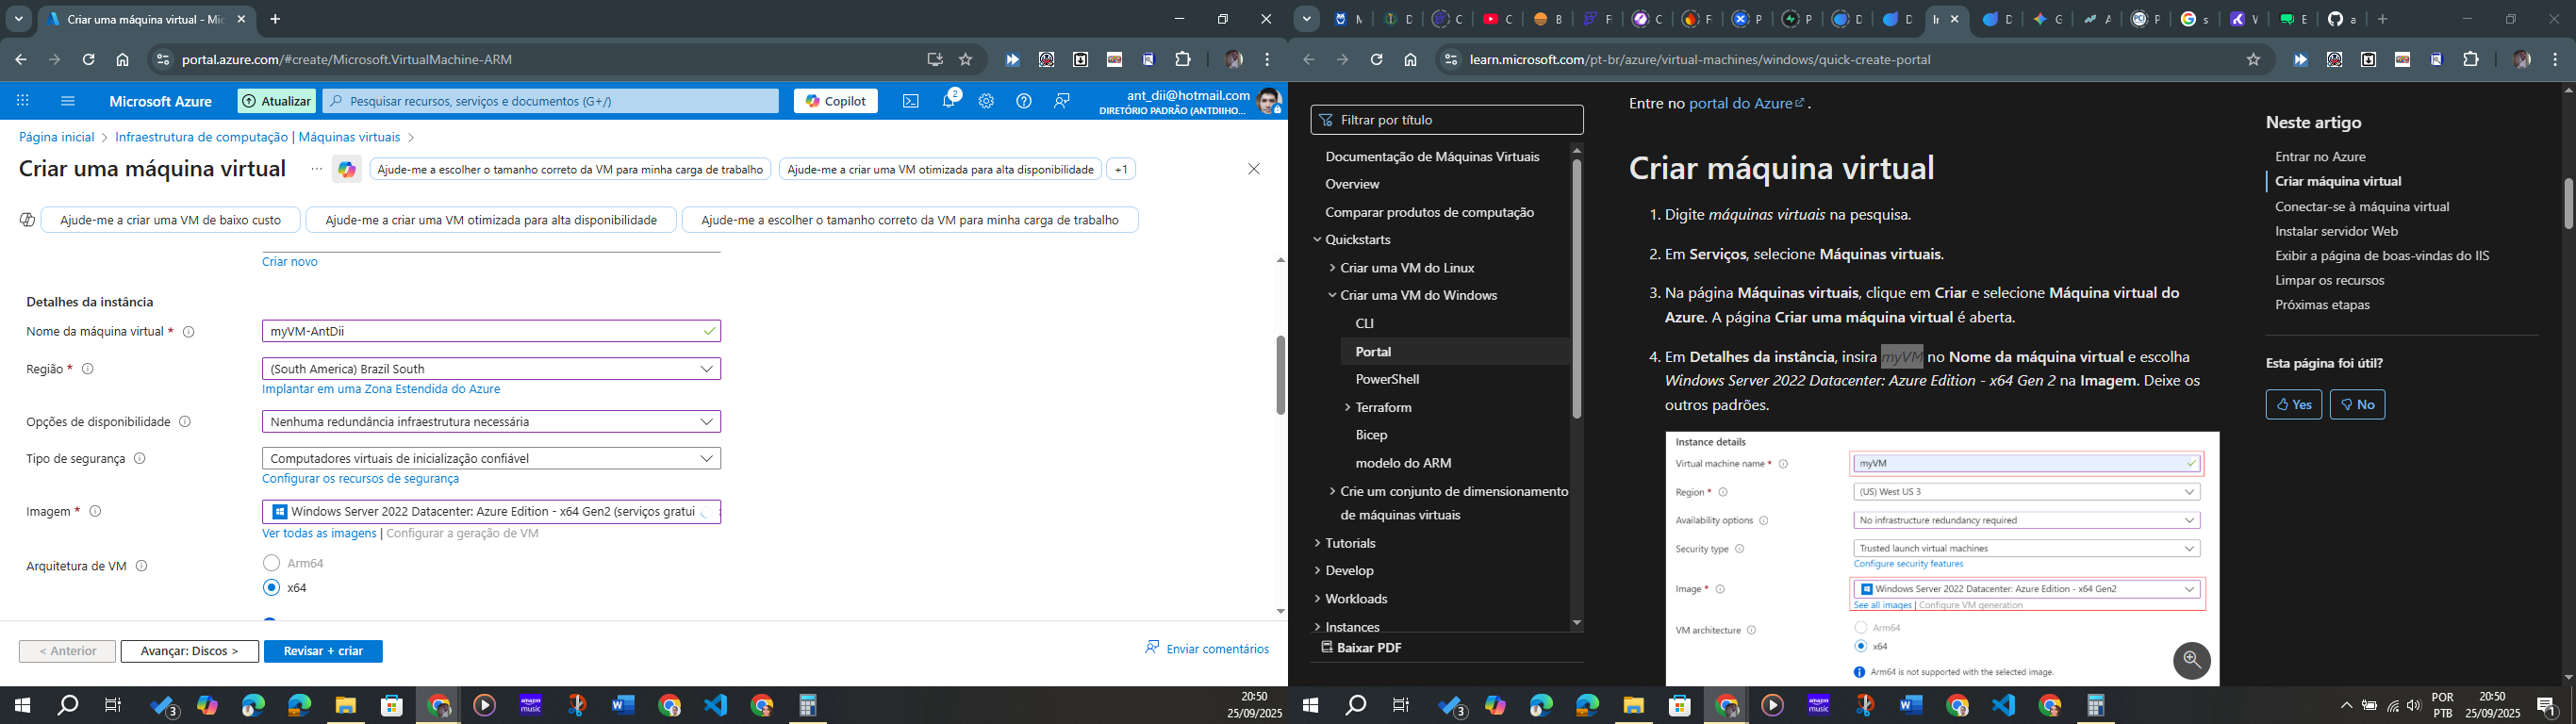 Criar uma máquina virtual - Mic
portal.azure.com/#create/Microsoft.VirtualMachine-ARM
Microsoft Azure
Atualizar
Pesquisar recursos, serviços e documentos (G+/)
Copilot
2
ant_dii@hotmail.com
DIRETÓRIO PADRÃO (ANTDIIHO...
Página inicial
Infraestrutura de computação | Máquinas virtuais
Criar uma máquina virtual
...
Ajude-me a escolher o tamanho correto da VM para minha carga de trabalho
Ajude-me a criar uma VM otimizada para alta disponibilidade
+1
Ajude-me a criar uma VM de baixo custo
Ajude-me a criar uma VM otimizada para alta disponibilidade
Ajude-me a escolher o tamanho correto da VM para minha carga de trabalho
Criar novo
Detalhes da instância
Nome da máquina virtual *
myVM-AntDii
Região *
(South America) Brazil South
Implantar em uma Zona Estendida do Azure
Opções de disponibilidade
Nenhuma redundância infraestrutura necessária
Tipo de segurança
Computadores virtuais de inicialização confiável
Configurar os recursos de segurança
Imagem *
Windows Server 2022 Datacenter: Azure Edition - x64 Gen2 (serviços gratui
Ver todas as imagens | Configurar a geração de VM
Arquitetura de VM
Arm64
x64
< Anterior
Avançar: Discos >
Revisar + criar
Enviar comentários
3
20:50
25/09/2025
learn.microsoft.com/pt-br/azure/virtual-machines/windows/quick-create-portal
Filtrar por título
Documentação de Máquinas Virtuais
Overview
Comparar produtos de computação
Quickstarts
Criar uma VM do Linux
Criar uma VM do Windows
CLI
Portal
PowerShell
Terraform
Bicep
modelo do ARM
Crie um conjunto de dimensionamento
de máquinas virtuais
Tutorials
Develop
Workloads
Instances
Baixar PDF
Entre no portal do Azure .
Criar máquina virtual
1. Digite máquinas virtuais na pesquisa.
2. Em Serviços, selecione Máquinas virtuais.
3. Na página Máquinas virtuais, clique em Criar e selecione Máquina virtual do
Azure. A página Criar uma máquina virtual é aberta.
4. Em Detalhes da instância, insira myVM no Nome da máquina virtual e escolha
Windows Server 2022 Datacenter: Azure Edition - x64 Gen 2 na Imagem. Deixe os
outros padrões.
Instance details
Virtual machine name *
myVM
Region *
(US) West US 3
Availability options
No infrastructure redundancy required
Security type
Trusted launch virtual machines
Configure security features
Image *
Windows Server 2022 Datacenter: Azure Edition - x64 Gen2
See all images | Configure VM generation
VM architecture
Arm64
x64
Arm64 is not supported with the selected image.
Neste artigo
Entrar no Azure
Criar máquina virtual
Conectar-se à máquina virtual
Instalar servidor Web
Exibir a página de boas-vindas do IIS
Limpar os recursos
Próximas etapas
Esta página foi útil?
Yes
No
3
POR
PTB
20:50
25/09/2025
1